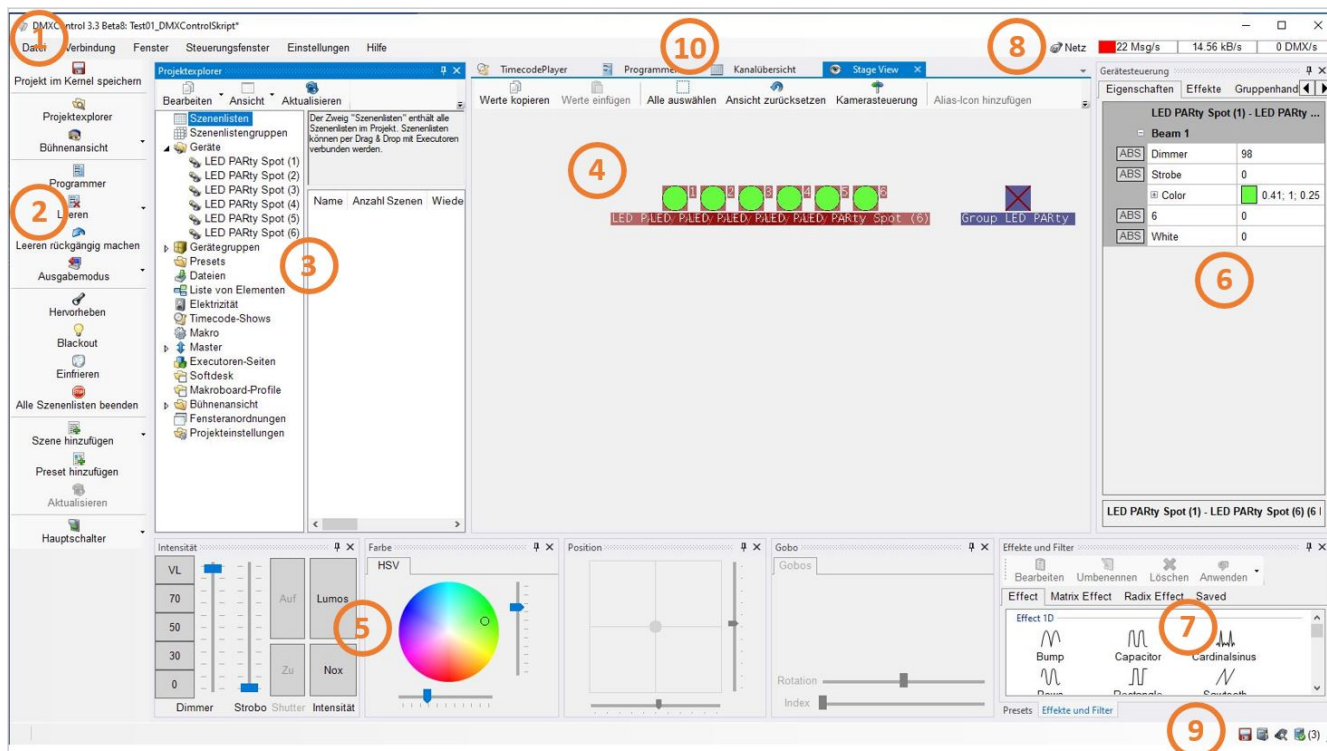 DMXControl 3.3 Beta8: Test01_DMXControlSkript*
1
Datei Verbindung Fenster Steuerungsfenster Einstellungen Hilfe
10
8
Netz
22 Msg/s 14.56 kB/s 0 DMX/s
Projekt im Kernel speichern
Projektexplorer
Bühnenansicht
Programmer
2
Leeren
Leeren rückgängig machen
Ausgabemodus
Hervorheben
Blackout
Einfrieren
Alle Szenenlisten beenden
Szene hinzufügen
Preset hinzufügen
Aktualisieren
Hauptschalter
Projektexplorer
Bearbeiten Ansicht Aktualisieren
Szenenlisten
Szenenlistengruppen
Geräte
LED PARty Spot (1)
LED PARty Spot (2)
LED PARty Spot (3)
LED PARty Spot (4)
LED PARty Spot (5)
LED PARty Spot (6)
Gerätegruppen
Presets
Dateien
Liste von Elementen
Elektrizität
Timecode-Shows
Makro
Master
Executoren-Seiten
Softdesk
Makroboard-Profile
Bühnenansicht
Fensteranordnungen
Projekteinstellungen
3
Der Zweig "Szenenlisten" enthält alle
Szenenlisten im Projekt. Szenenlisten
können per Drag & Drop mit Executoren
verbunden werden.
Name Anzahl Szenen Wiede
TimecodePlayer Programmer Kanalübersicht Stage View
Werte kopieren Werte einfügen Alle auswählen Ansicht zurücksetzen Kamerasteuerung Alias-Icon hinzufügen
4
1 2 3 4 5 6
LED PARty Spot (6)
Group LED PARty
Gerätesteuerung
Eigenschaften Effekte Gruppenhand
LED PARty Spot (1) - LED PARty ...
Beam 1
ABS Dimmer 98
ABS Strobe 0
Color 0.41; 1; 0.25
ABS 6 0
ABS White 0
6
LED PARty Spot (1) - LED PARty Spot (6) (6
Intensität
VL
70
50
30
0
Auf
Zu
Lumos
Nox
Dimmer Strobo Shutter Intensität
Farbe
HSV
5
Position
Gobo
Gobos
Rotation
Index
Effekte und Filter
Bearbeiten Umbenennen Löschen Anwenden
Effect Matrix Effect Radix Effect Saved
Effect 1D
7
Bump Capacitor Cardinalsinus
Rectangle Sawtooth
Presets Effekte und Filter
9
(3)